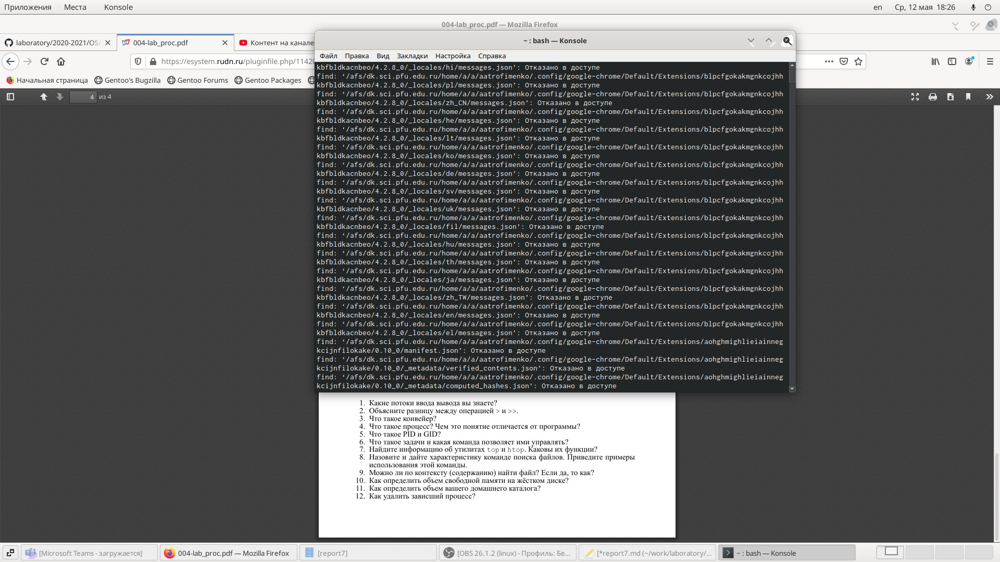 Приложения Места Konsole en Ср, 12 мая 18:26
004-lab_proc.pdf — Mozilla Firefox
laboratory/2020-2021/OS/ 004-lab_proc.pdf Контент на канале
~ : bash — Konsole
https://esystem.rudn.ru/pluginfile.php/1142
Файл Правка Вид Закладки Настройка Справка
Начальная страница Gentoo's Bugzilla Gentoo Forums Gentoo Packages
4 из 4
kbfbldkacnbeo/4.2.8_0/_locales/hi/messages.json’: Отказано в доступе
find: ‘/afs/dk.sci.pfu.edu.ru/home/a/a/aatrofimenko/.config/google-chrome/Default/Extensions/blpcfgokakmgnkcojhh
kbfbldkacnbeo/4.2.8_0/_locales/pl/messages.json’: Отказано в доступе
find: ‘/afs/dk.sci.pfu.edu.ru/home/a/a/aatrofimenko/.config/google-chrome/Default/Extensions/blpcfgokakmgnkcojhh
kbfbldkacnbeo/4.2.8_0/_locales/zh_CN/messages.json’: Отказано в доступе
find: ‘/afs/dk.sci.pfu.edu.ru/home/a/a/aatrofimenko/.config/google-chrome/Default/Extensions/blpcfgokakmgnkcojhh
kbfbldkacnbeo/4.2.8_0/_locales/he/messages.json’: Отказано в доступе
find: ‘/afs/dk.sci.pfu.edu.ru/home/a/a/aatrofimenko/.config/google-chrome/Default/Extensions/blpcfgokakmgnkcojhh
kbfbldkacnbeo/4.2.8_0/_locales/lt/messages.json’: Отказано в доступе
find: ‘/afs/dk.sci.pfu.edu.ru/home/a/a/aatrofimenko/.config/google-chrome/Default/Extensions/blpcfgokakmgnkcojhh
kbfbldkacnbeo/4.2.8_0/_locales/ko/messages.json’: Отказано в доступе
find: ‘/afs/dk.sci.pfu.edu.ru/home/a/a/aatrofimenko/.config/google-chrome/Default/Extensions/blpcfgokakmgnkcojhh
kbfbldkacnbeo/4.2.8_0/_locales/de/messages.json’: Отказано в доступе
find: ‘/afs/dk.sci.pfu.edu.ru/home/a/a/aatrofimenko/.config/google-chrome/Default/Extensions/blpcfgokakmgnkcojhh
kbfbldkacnbeo/4.2.8_0/_locales/sv/messages.json’: Отказано в доступе
find: ‘/afs/dk.sci.pfu.edu.ru/home/a/a/aatrofimenko/.config/google-chrome/Default/Extensions/blpcfgokakmgnkcojhh
kbfbldkacnbeo/4.2.8_0/_locales/uk/messages.json’: Отказано в доступе
find: ‘/afs/dk.sci.pfu.edu.ru/home/a/a/aatrofimenko/.config/google-chrome/Default/Extensions/blpcfgokakmgnkcojhh
kbfbldkacnbeo/4.2.8_0/_locales/fil/messages.json’: Отказано в доступе
find: ‘/afs/dk.sci.pfu.edu.ru/home/a/a/aatrofimenko/.config/google-chrome/Default/Extensions/blpcfgokakmgnkcojhh
kbfbldkacnbeo/4.2.8_0/_locales/hu/messages.json’: Отказано в доступе
find: ‘/afs/dk.sci.pfu.edu.ru/home/a/a/aatrofimenko/.config/google-chrome/Default/Extensions/blpcfgokakmgnkcojhh
kbfbldkacnbeo/4.2.8_0/_locales/th/messages.json’: Отказано в доступе
find: ‘/afs/dk.sci.pfu.edu.ru/home/a/a/aatrofimenko/.config/google-chrome/Default/Extensions/blpcfgokakmgnkcojhh
kbfbldkacnbeo/4.2.8_0/_locales/ja/messages.json’: Отказано в доступе
find: ‘/afs/dk.sci.pfu.edu.ru/home/a/a/aatrofimenko/.config/google-chrome/Default/Extensions/blpcfgokakmgnkcojhh
kbfbldkacnbeo/4.2.8_0/_locales/zh_TW/messages.json’: Отказано в доступе
find: ‘/afs/dk.sci.pfu.edu.ru/home/a/a/aatrofimenko/.config/google-chrome/Default/Extensions/blpcfgokakmgnkcojhh
kbfbldkacnbeo/4.2.8_0/_locales/en/messages.json’: Отказано в доступе
find: ‘/afs/dk.sci.pfu.edu.ru/home/a/a/aatrofimenko/.config/google-chrome/Default/Extensions/blpcfgokakmgnkcojhh
kbfbldkacnbeo/4.2.8_0/_locales/el/messages.json’: Отказано в доступе
find: ‘/afs/dk.sci.pfu.edu.ru/home/a/a/aatrofimenko/.config/google-chrome/Default/Extensions/aohghmighlieiainneg
kcijnfilokake/0.10_0/manifest.json’: Отказано в доступе
find: ‘/afs/dk.sci.pfu.edu.ru/home/a/a/aatrofimenko/.config/google-chrome/Default/Extensions/aohghmighlieiainneg
kcijnfilokake/0.10_0/_metadata/verified_contents.json’: Отказано в доступе
find: ‘/afs/dk.sci.pfu.edu.ru/home/a/a/aatrofimenko/.config/google-chrome/Default/Extensions/aohghmighlieiainneg
kcijnfilokake/0.10_0/_metadata/computed_hashes.json’: Отказано в доступе
1. Какие потоки ввода вывода вы знаете?
2. Объясните разницу между операцией > и >>.
3. Что такое конвейер?
4. Что такое процесс? Чем это понятие отличается от программы?
5. Что такое PID и GID?
6. Что такое задачи и какая команда позволяет ими управлять?
7. Найдите информацию об утилитах top и htop. Каковы их функции?
8. Назовите и дайте характеристику команде поиска файлов. Приведите примеры
использования этой команды.
9. Можно ли по контексту (содержанию) найти файл? Если да, то как?
10. Как определить объем свободной памяти на жёстком диске?
11. Как определить объем вашего домашнего каталога?
12. Как удалить зависший процесс?
[Microsoft Teams - загружается] 004-lab_proc.pdf — Mozilla Firefox [report7] [OBS 26.1.2 (linux) - Профиль: Бе... [*report7.md (~/work/laboratory/... ~ : bash — Konsole